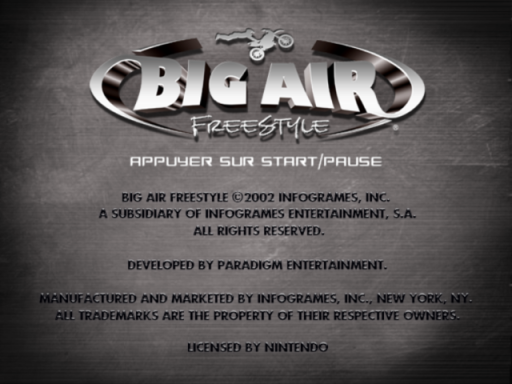 BIG AIR
FREESTYLE
APPUYER SUR START/PAUSE
BIG AIR FREESTYLE ©2002 INFOGRAMES, INC.
A SUBSIDIARY OF INFOGRAMES ENTERTAINMENT, S.A.
ALL RIGHTS RESERVED.
DEVELOPED BY PARADIGM ENTERTAINMENT.
MANUFACTURED AND MARKETED BY INFOGRAMES, INC., NEW YORK, NY.
ALL TRADEMARKS ARE THE PROPERTY OF THEIR RESPECTIVE OWNERS.
LICENSED BY NINTENDO